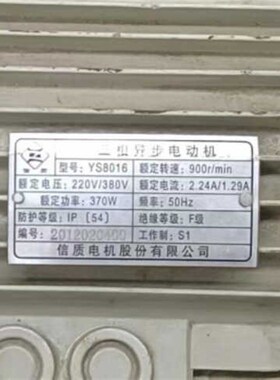 三相异步电动机
型号: YS8016 额定转速: 900r/min
额定电压: 220V/380V 额定电流: 2.24A/1.29A
额定功率: 370W 频率: 50Hz
防护等级: IP [54] 绝缘等级: F级
编号: 2012020400 工作制: S1
信质电机股份有限公司